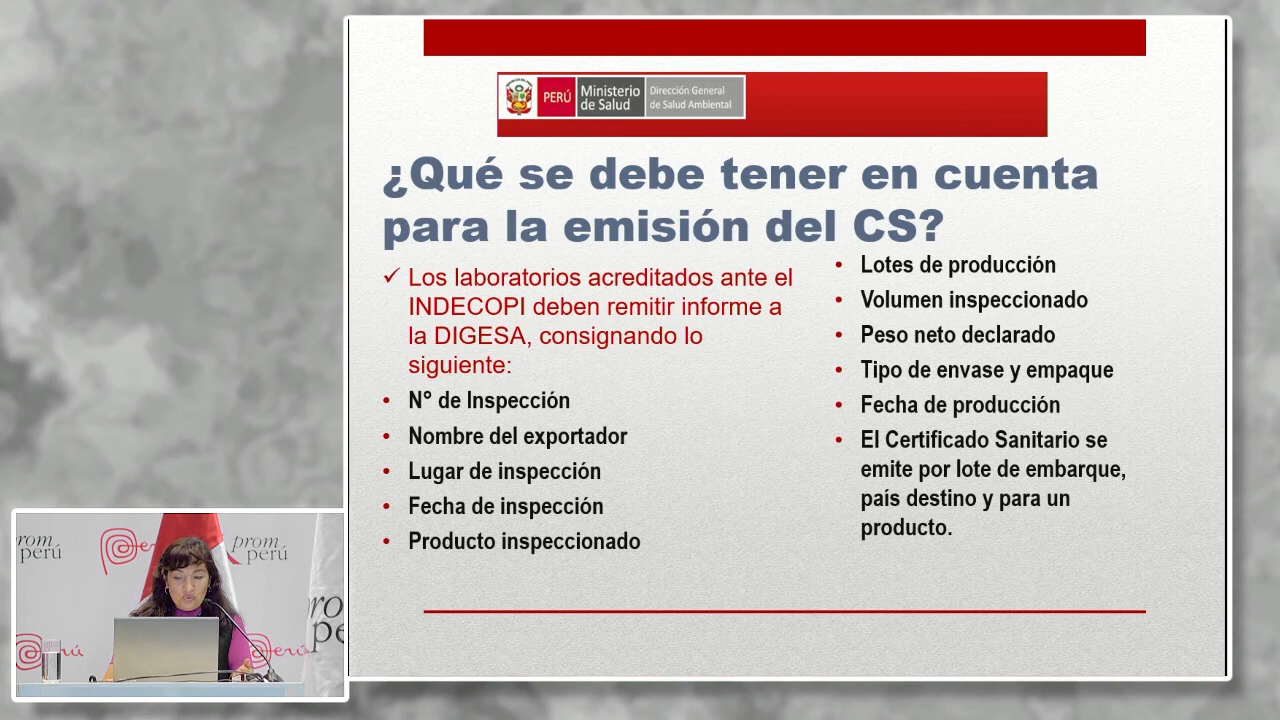 PERÚ
Ministerio
de Salud
Dirección General
de Salud Ambiental
¿Qué se debe tener en cuenta
para la emisión del CS?
✓ Los laboratorios acreditados ante el
INDECOPI deben remitir informe a
la DIGESA, consignando lo
siguiente:
• N° de Inspección
• Nombre del exportador
• Lugar de inspección
• Fecha de inspección
• Producto inspeccionado
• Lotes de producción
• Volumen inspeccionado
• Peso neto declarado
• Tipo de envase y empaque
• Fecha de producción
• El Certificado Sanitario se
emite por lote de embarque,
país destino y para un
producto.
prom
perú